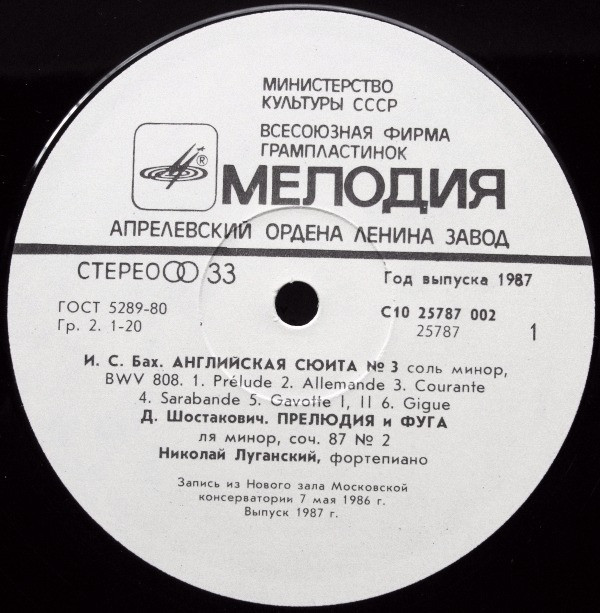 МИНИСТЕРСТВО
КУЛЬТУРЫ СССР
ВСЕСОЮЗНАЯ ФИРМА
ГРАМПЛАСТИНОК
®
МЕЛОДИЯ
АПРЕЛЕВСКИЙ ОРДЕНА ЛЕНИНА ЗАВОД
СТЕРЕО 33
Год выпуска 1987
ГОСТ 5289-80
С10 25787 002
Гр. 2. 1-20
25787
1
И. С. Бах. АНГЛИЙСКАЯ СЮИТА № 3 соль минор,
BWV 808. 1. Prélude 2. Allemande 3. Courante
4. Sarabande 5. Gavotte I, II 6. Gigue
Д. Шостакович. ПРЕЛЮДИЯ и ФУГА
ля минор, соч. 87 № 2
Николай Луганский, фортепиано
Запись из Нового зала Московской
консерватории 7 мая 1986 г.
Выпуск 1987 г.